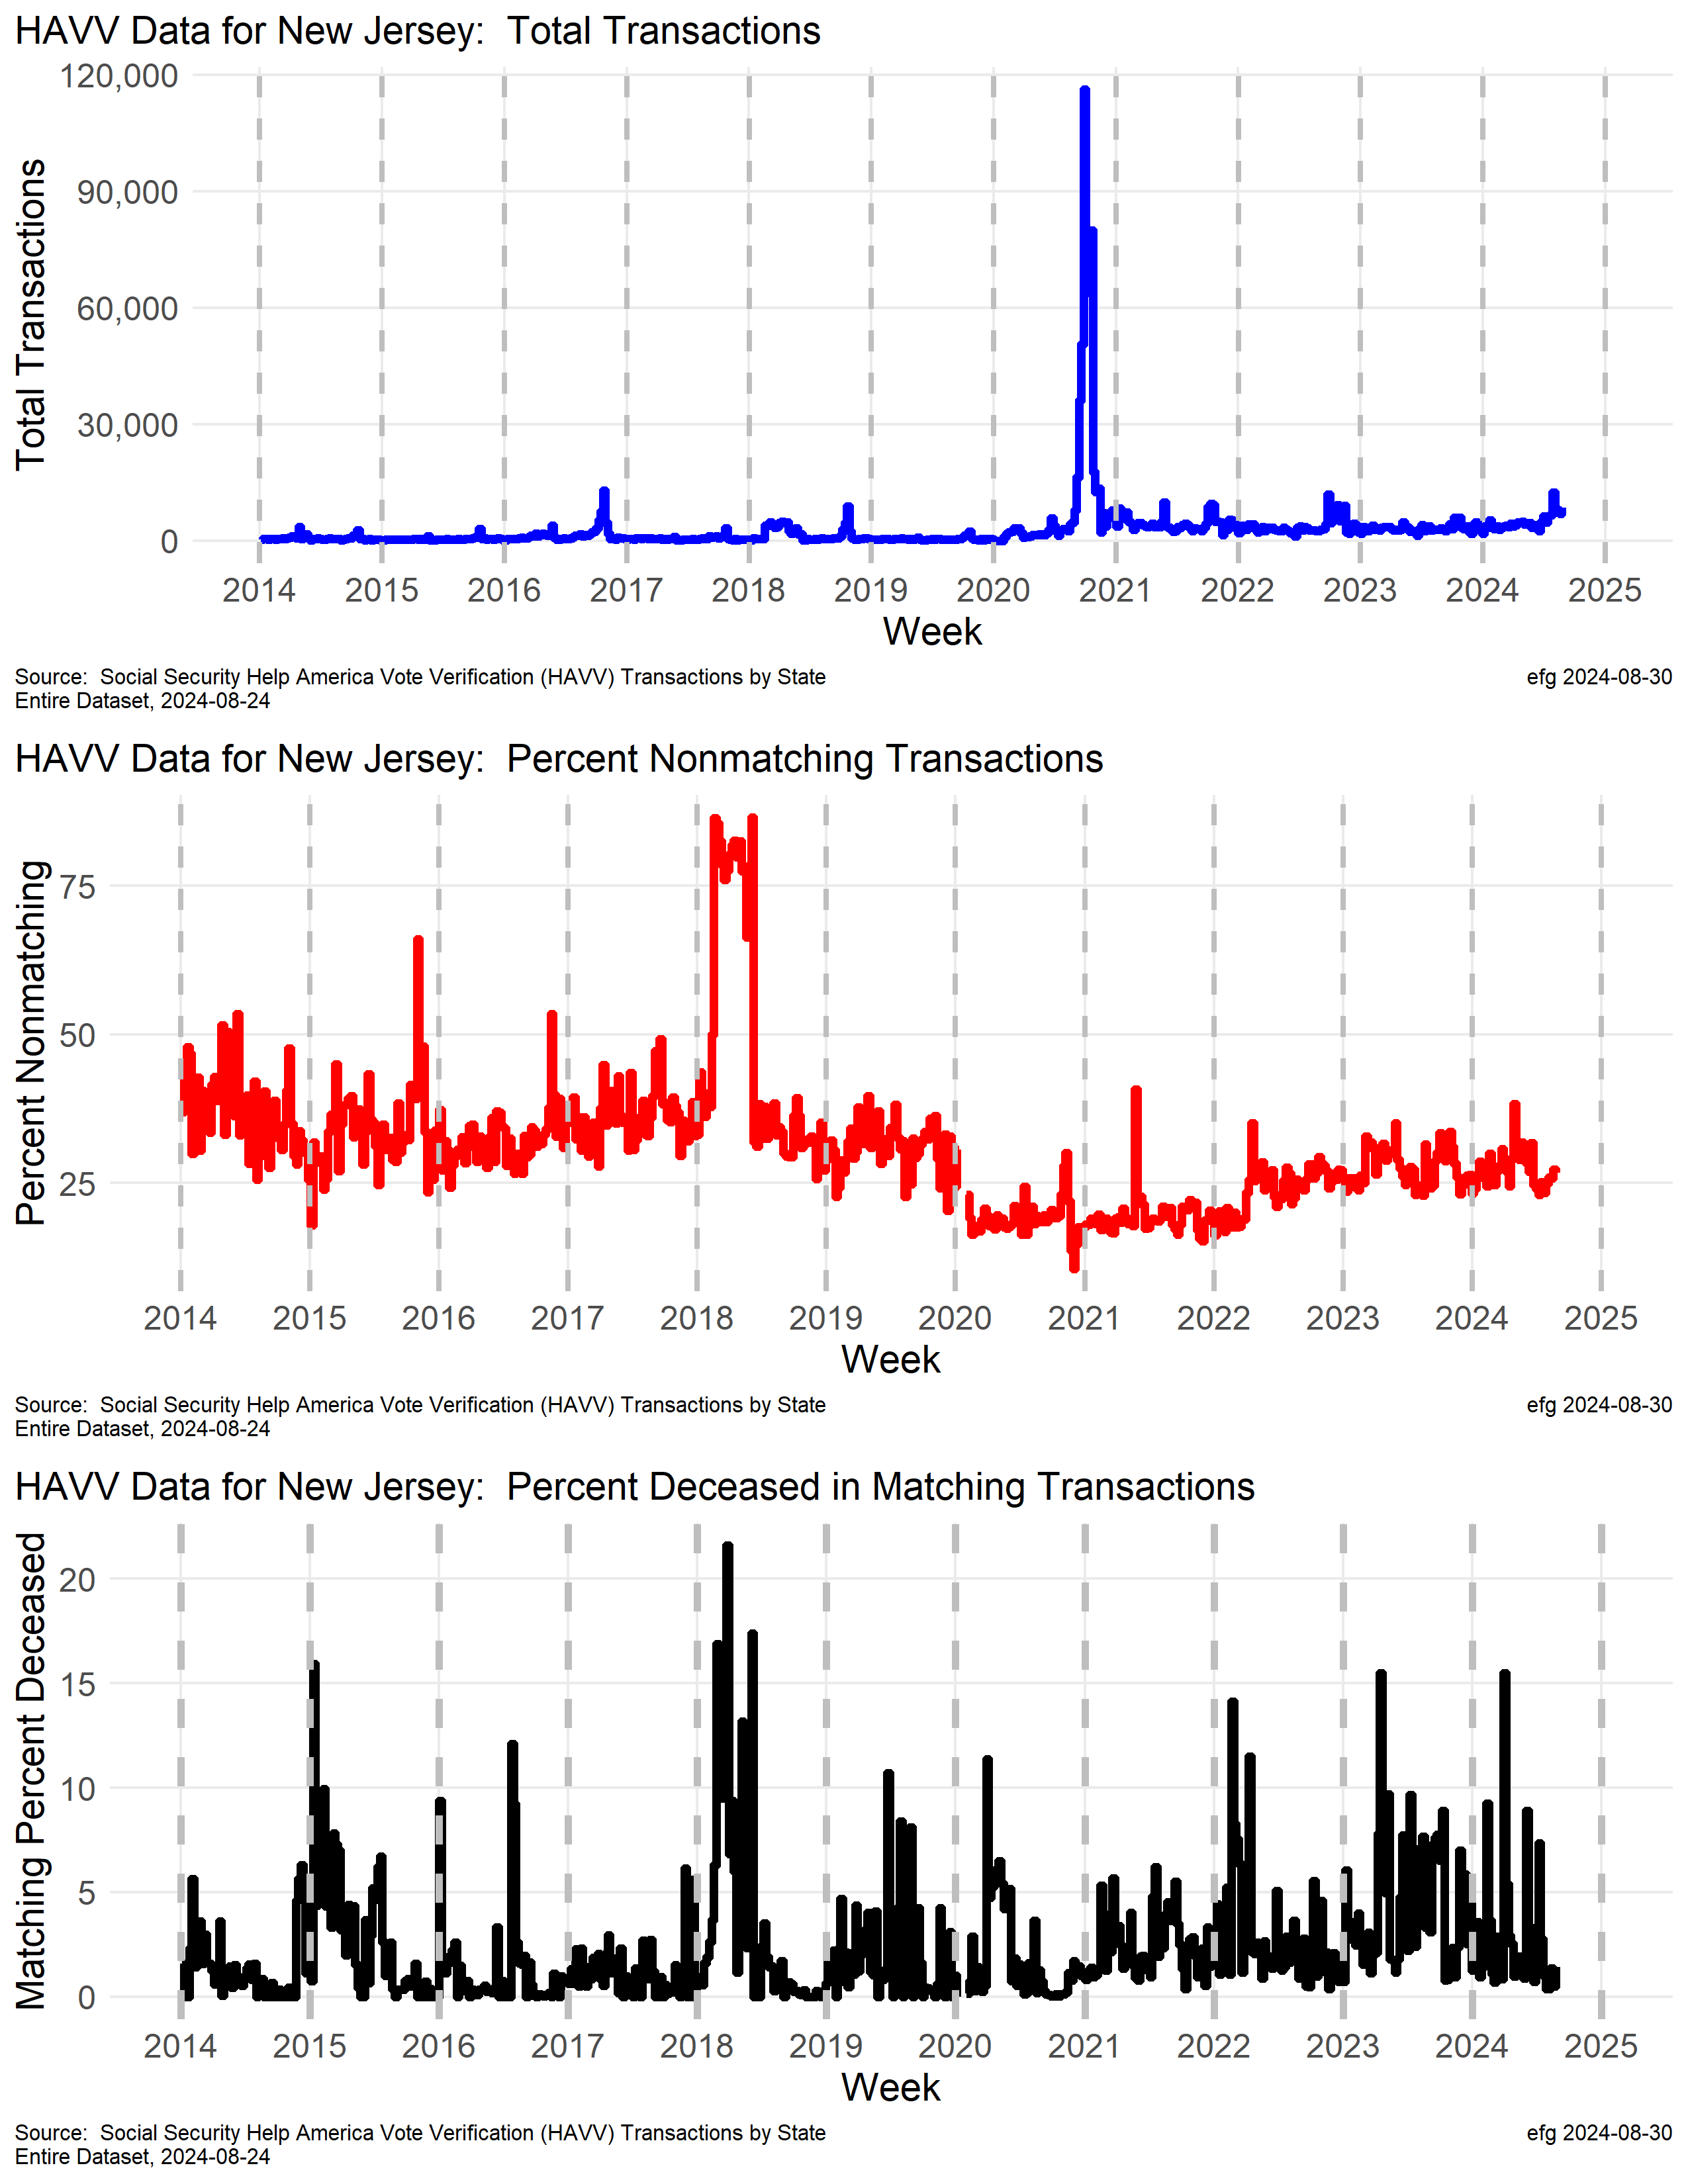 HAVV Data for New Jersey:  Total Transactions
Total Transactions
120,000
90,000
60,000
30,000
0
2014 2015 2016 2017 2018 2019 2020 2021 2022 2023 2024 2025
Week
Source:  Social Security Help America Vote Verification (HAVV) Transactions by State
Entire Dataset, 2024-08-24
efg 2024-08-30
HAVV Data for New Jersey:  Percent Nonmatching Transactions
Percent Nonmatching
75
50
25
2014 2015 2016 2017 2018 2019 2020 2021 2022 2023 2024 2025
Week
Source:  Social Security Help America Vote Verification (HAVV) Transactions by State
Entire Dataset, 2024-08-24
efg 2024-08-30
HAVV Data for New Jersey:  Percent Deceased in Matching Transactions
Matching Percent Deceased
20
15
10
5
0
2014 2015 2016 2017 2018 2019 2020 2021 2022 2023 2024 2025
Week
Source:  Social Security Help America Vote Verification (HAVV) Transactions by State
Entire Dataset, 2024-08-24
efg 2024-08-30